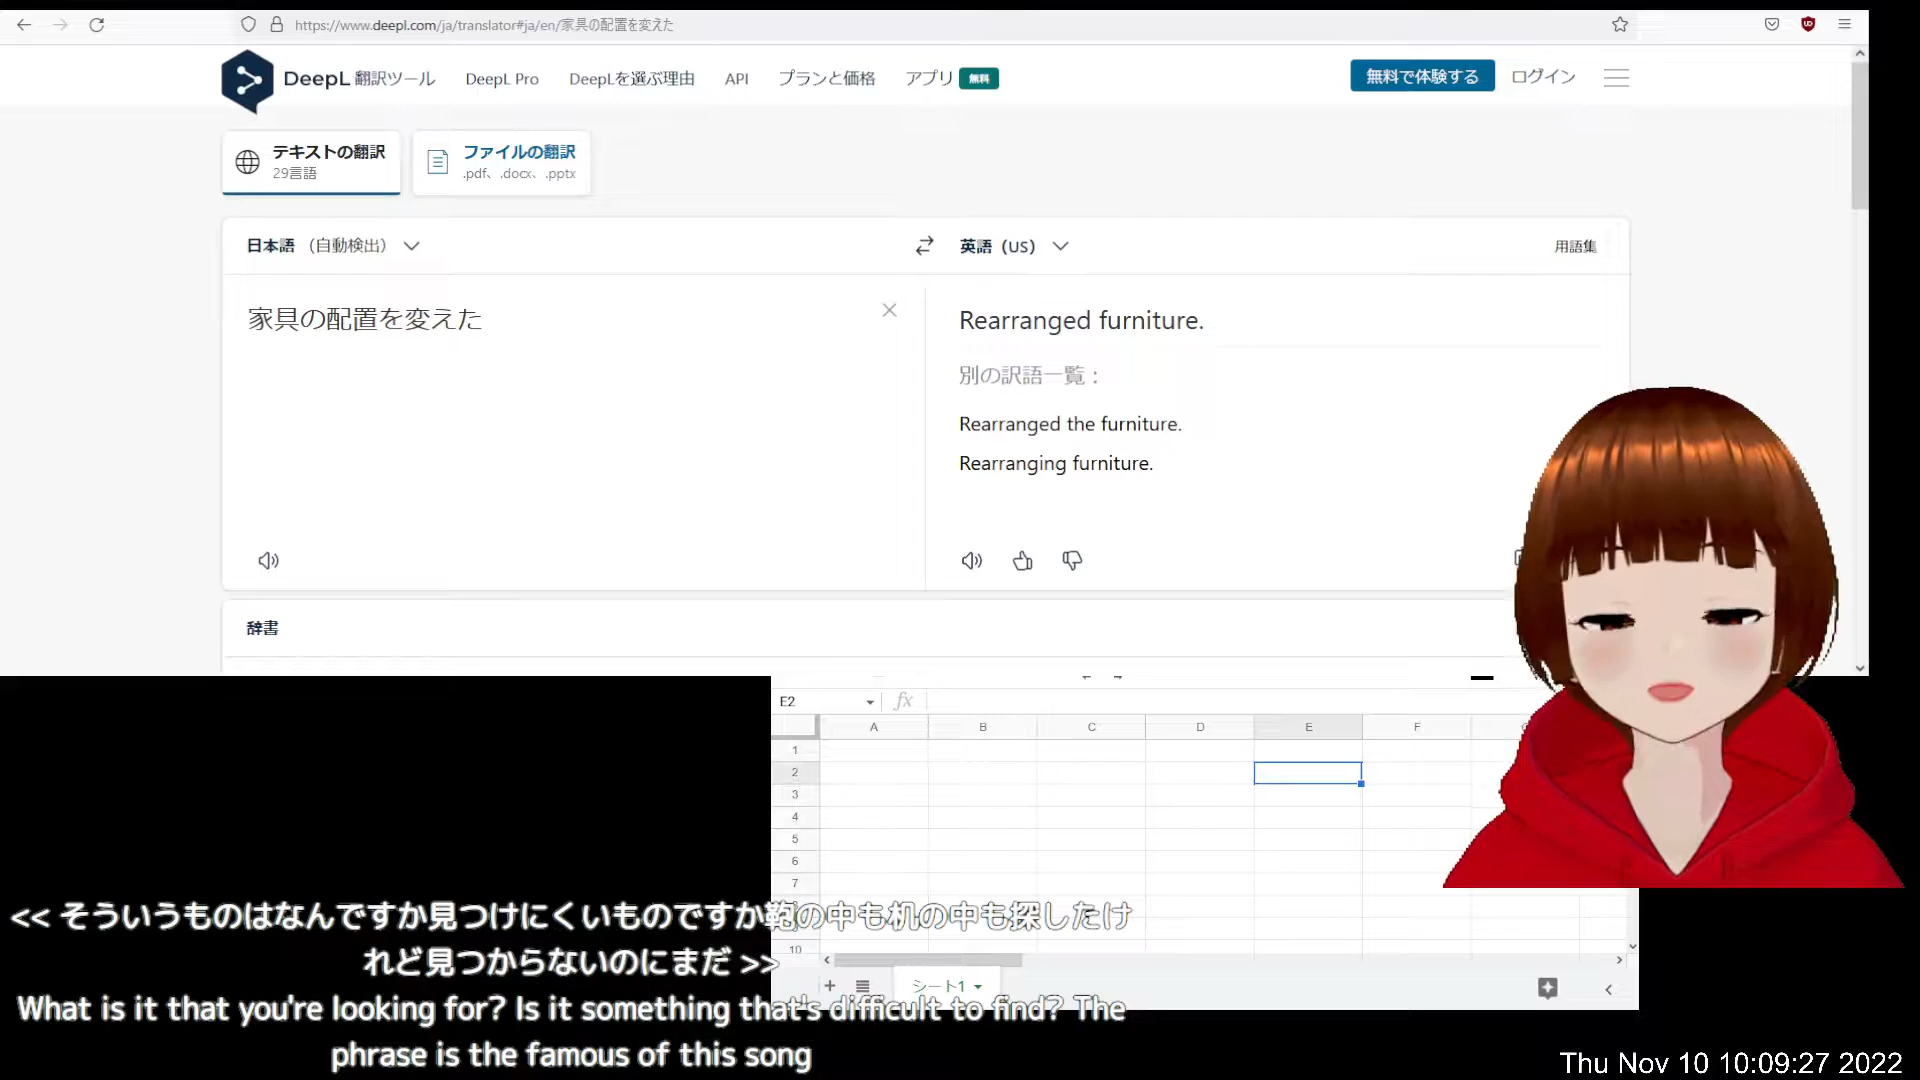 https://www.deepl.com/ja/translator#ja/en/家具の配置を変えた
DeepL 翻訳ツール DeepL Pro DeepLを選ぶ理由 API プランと価格 アプリ 無料 無料で体験する ログイン
テキストの翻訳
29言語
ファイルの翻訳
.pdf、.docx、.pptx
日本語 (自動検出) 英語 (US) 用語集
家具の配置を変えた
Rearranged furniture.
別の訳語一覧：
Rearranged the furniture.
Rearranging furniture.
辞書
E2 fx
A B C D E F
1
2
3
4
5
6
7
10
シート1
<< そういうものはなんですか見つけにくいものですか鞄の中も机の中も探したけ
れど見つからないのにまだ >>
What is it that you're looking for? Is it something that's difficult to find? The
phrase is the famous of this song
Thu Nov 10 10:09:27 2022